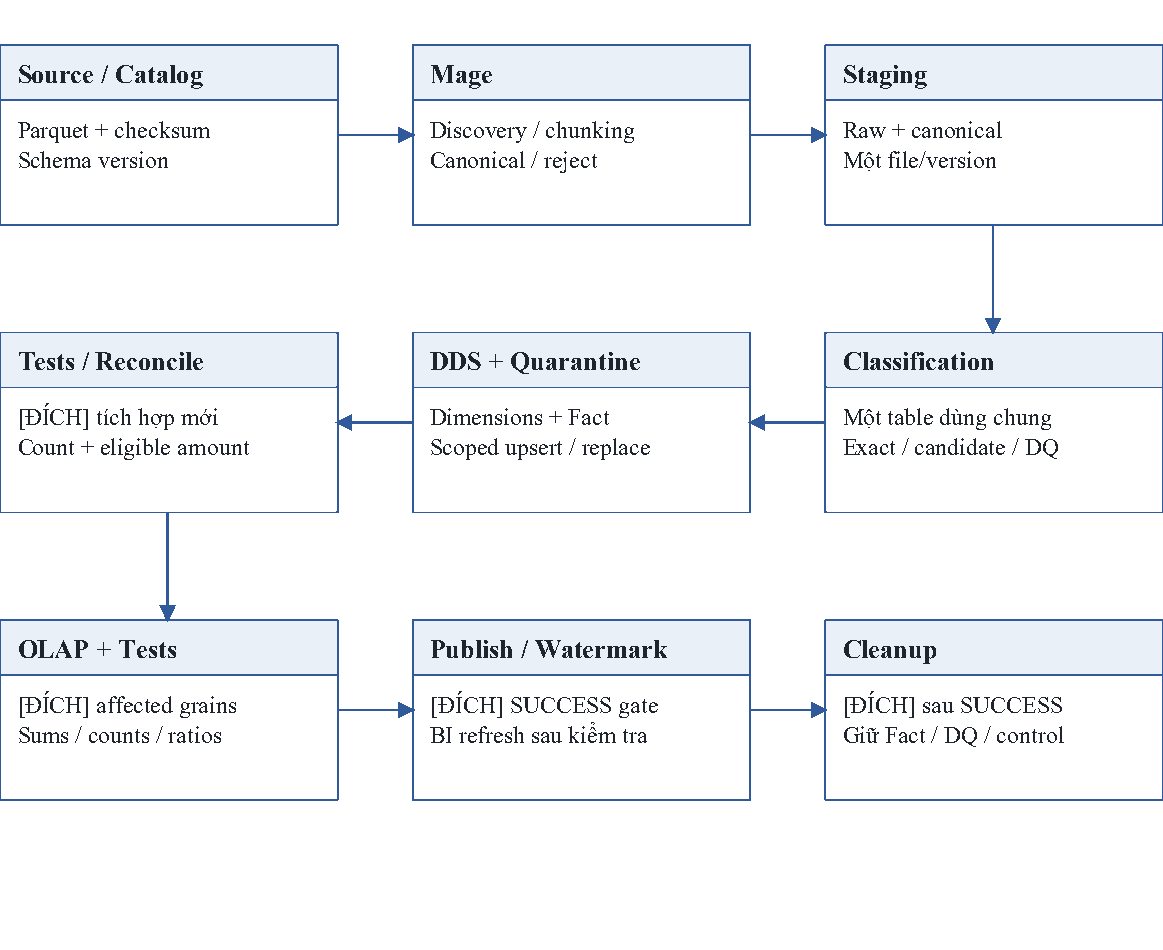 Source / Catalog
Parquet + checksum
Schema version
Mage
Discovery / chunking
Canonical / reject
Staging
Raw + canonical
Một file/version
Classification
Một table dùng chung
Exact / candidate / DQ
DDS + Quarantine
Dimensions + Fact
Scoped upsert / replace
Tests / Reconcile
[ĐÍCH] tích hợp mới
Count + eligible amount
OLAP + Tests
[ĐÍCH] affected grains
Sums / counts / ratios
Publish / Watermark
[ĐÍCH] SUCCESS gate
BI refresh sau kiểm tra
Cleanup
[ĐÍCH] sau SUCCESS
Giữ Fact / DQ / control